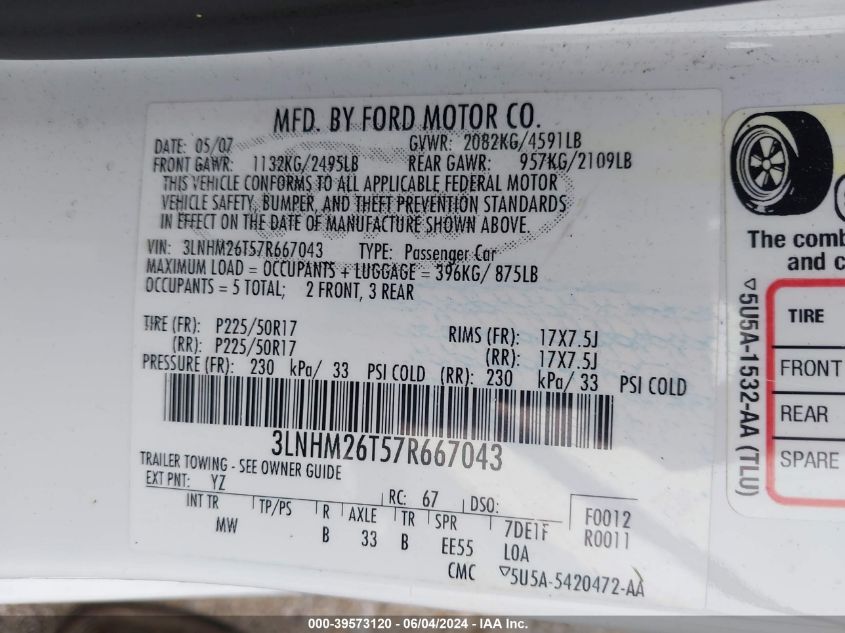 MFD. BY FORD MOTOR CO.
DATE: 05/07 GVWR: 2082KG/4591LB
FRONT GAWR: 1132KG/2495LB REAR GAWR: 957KG/2109LB
THIS VEHICLE CONFORMS TO ALL APPLICABLE FEDERAL MOTOR
VEHICLE SAFETY, BUMPER, AND THEFT PREVENTION STANDARDS
IN EFFECT ON THE DATE OF MANUFACTURE SHOWN ABOVE.
VIN: 3LNHM26T57R667043 TYPE: Passenger Car
MAXIMUM LOAD = OCCUPANTS + LUGGAGE = 396KG/ 875LB
OCCUPANTS = 5 TOTAL; 2 FRONT, 3 REAR
TIRE (FR): P225/50R17 RIMS (FR): 17X7.5J
(RR): P225/50R17 (RR): 17X7.5J
PRESSURE (FR): 230 kPa/ 33 PSI COLD (RR): 230 kPa/ 33 PSI COLD
3LNHM26T57R667043
TRAILER TOWING - SEE OWNER GUIDE
EXT PNT: YZ RC: 67 DSO:
INT TR TP/PS R AXLE TR SPR 7DE1F F0012
MW B 33 B EE55 LOA R0011
CMC ▽5U5A-5420472-AA
The comb
and c
▽5U5A-1532-AA (TLU)
TIRE
FRONT
REAR
SPARE
000-39573120 - 06/04/2024 - IAA Inc.